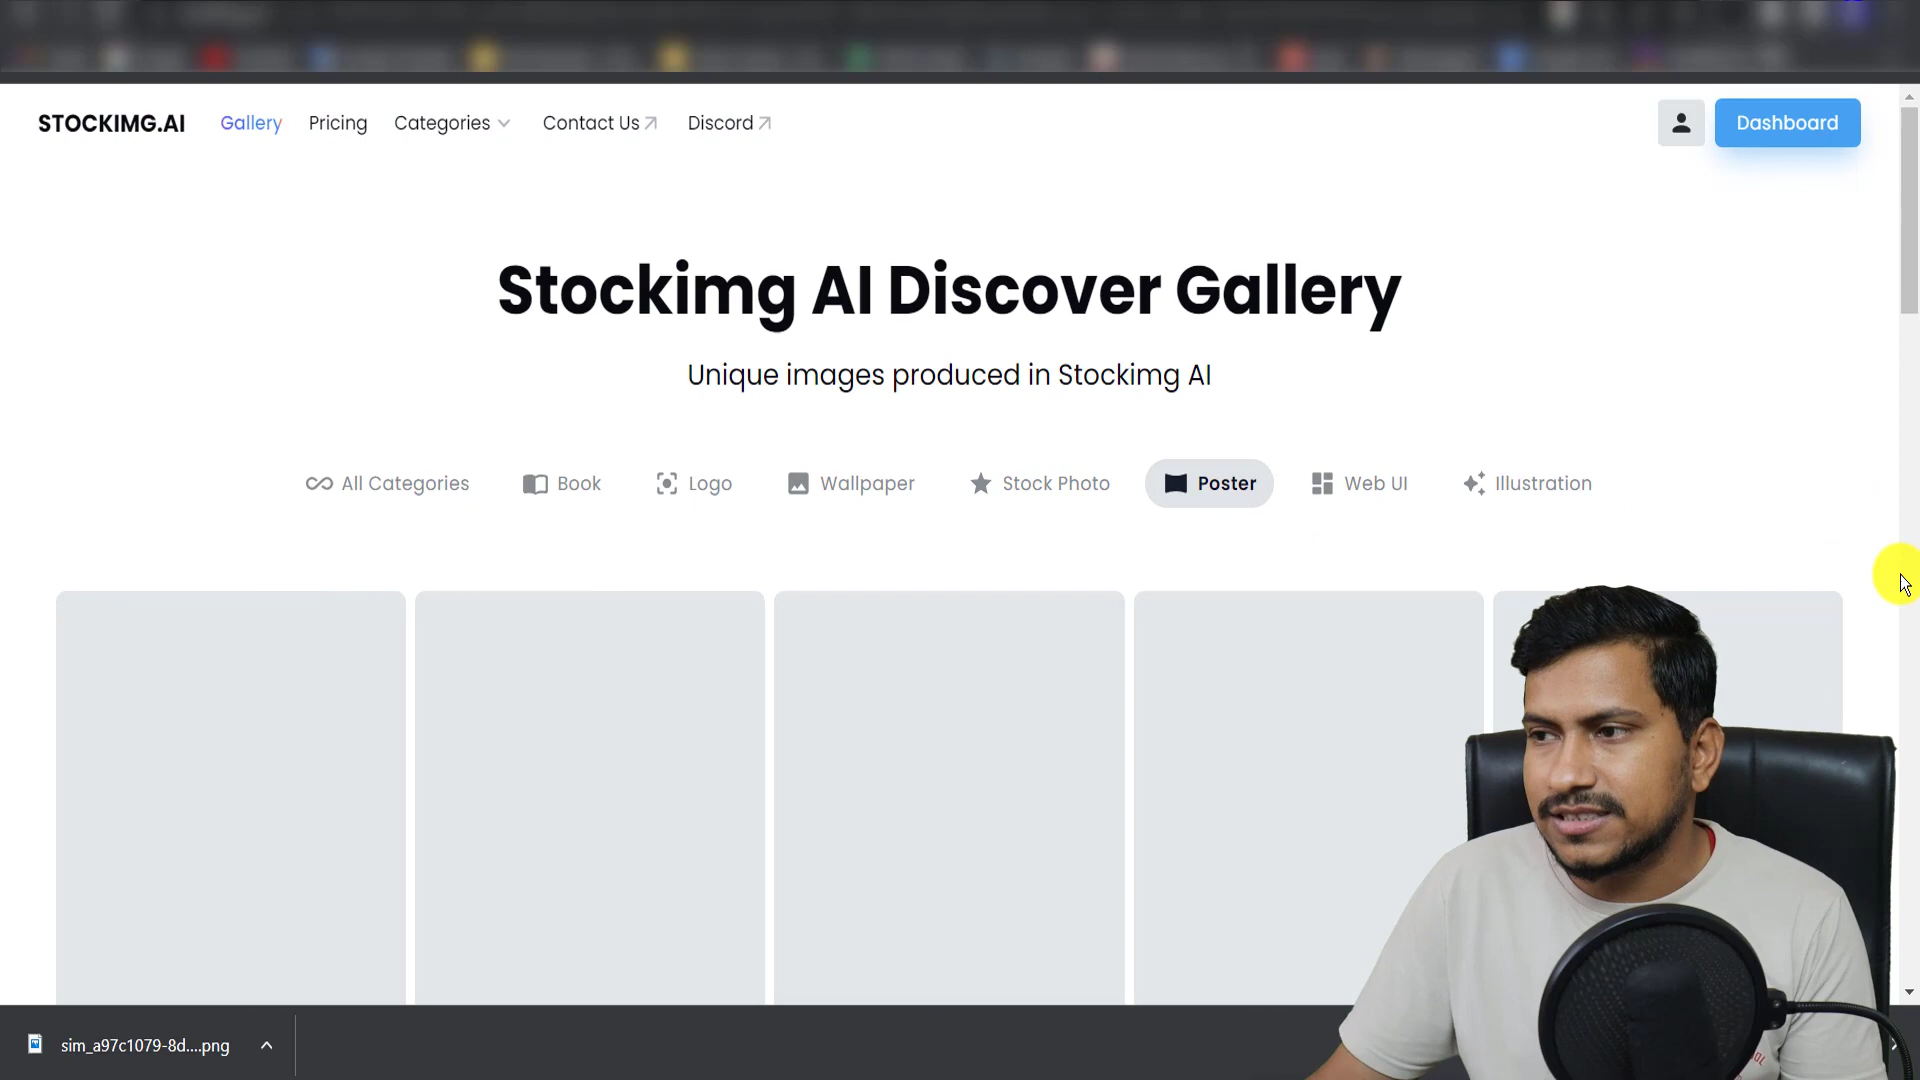 STOCKIMG.AI Gallery Pricing Categories Contact Us Discord Dashboard
Stockimg AI Discover Gallery
Unique images produced in Stockimg AI
All Categories Book Logo Wallpaper Stock Photo Poster Web UI Illustration
sim_a97c1079-8d....png